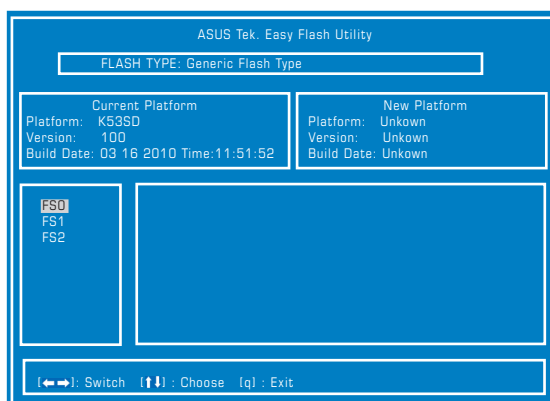 ASUS Tek. Easy Flash Utility
FLASH TYPE: Generic Flash Type
Current Platform
Platform: K53SD
Version: 100
Build Date: 03 16 2010 Time:11:51:52
New Platform
Platform: Unkown
Version: Unkown
Build Date: Unkown
FS0
FS1
FS2
[←➡]: Switch [⬆⬇] : Choose [q] : Exit